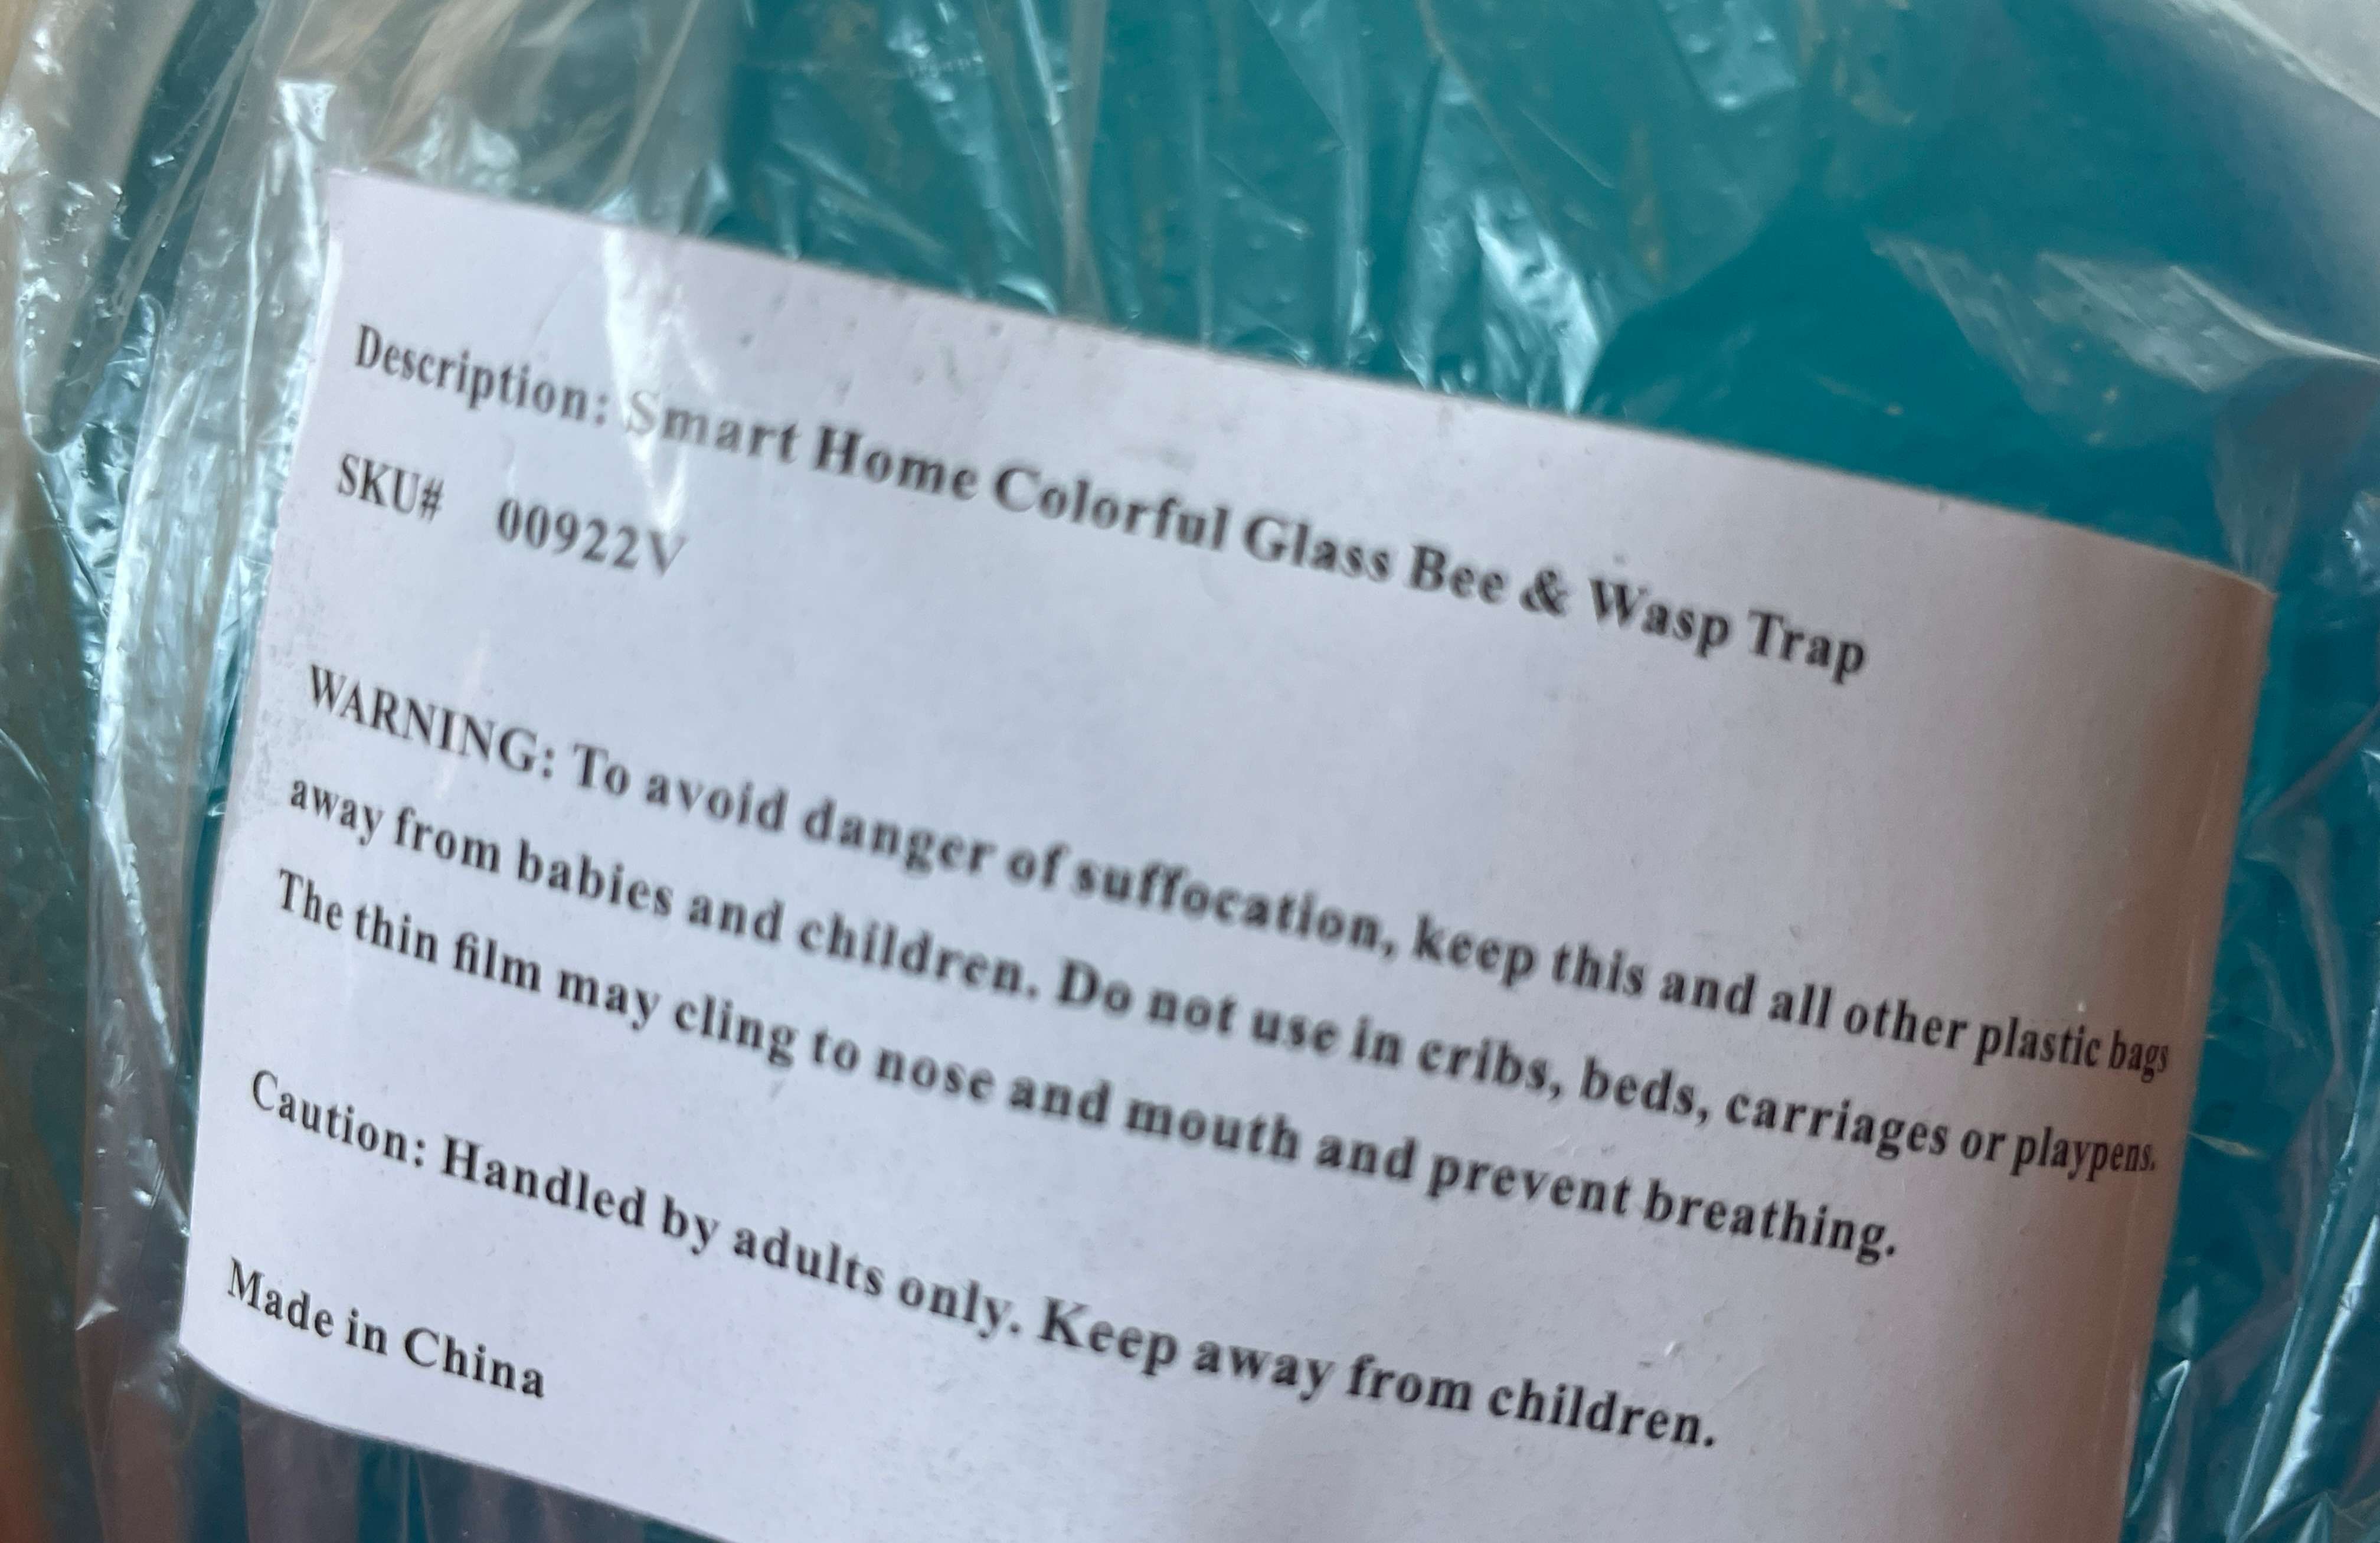 Description: Smart Home Colorful Glass Bee & Wasp Trap
SKU# 00922V
WARNING: To avoid danger of suffocation, keep this and all other plastic bags
away from babies and children. Do not use in cribs, beds, carriages or playpens.
The thin film may cling to nose and mouth and prevent breathing.
Caution: Handled by adults only. Keep away from children.
Made in China